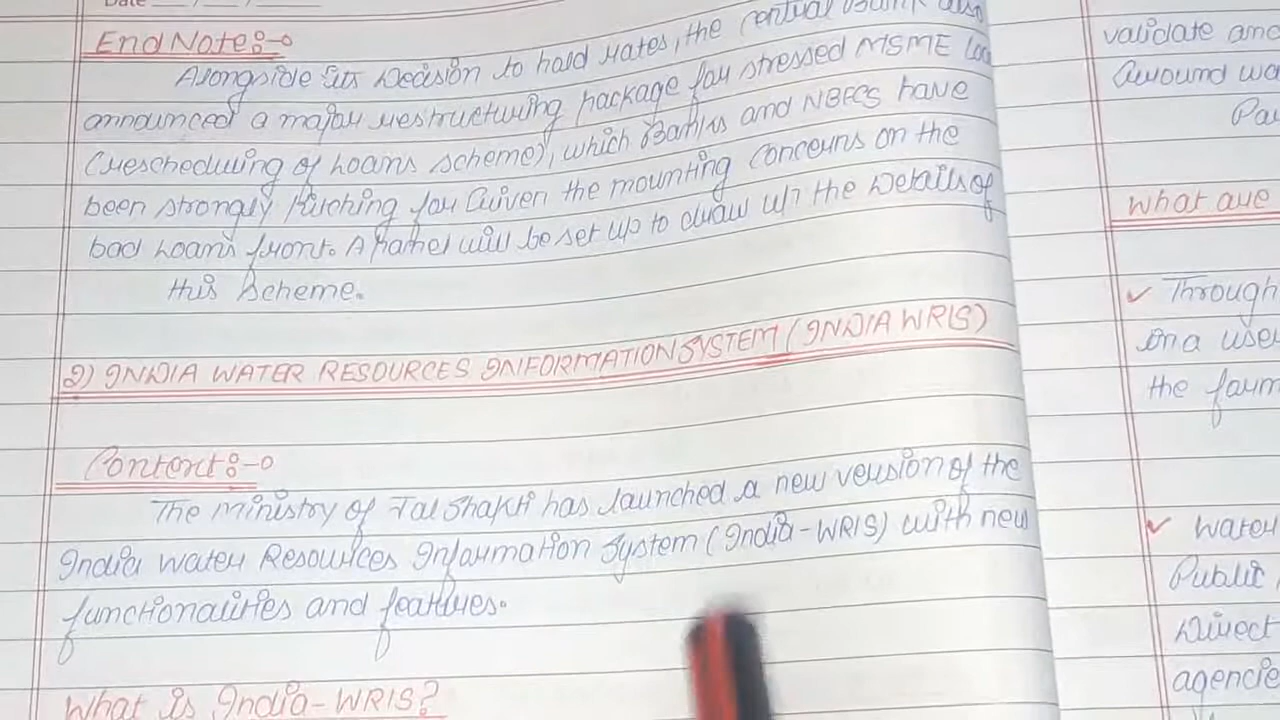 Date
End Note:-
Alongside its Decision to hold rates, the central Bank also
announced a major restructuring package for stressed MSME Loa
(rescheduling of Loans Scheme), which Banks and NBFCs have
been strongly Pitching for Given the mounting concerns on the
bad Loans front. A Panel will be set up to draw up the Details of
this Scheme.
2) INDIA WATER RESOURCES INFORMATION SYSTEM (INDIA WRIS)
Context:-
The Ministry of Jal Shakti has launched a new version of the
India Water Resources Information System (India-WRIS) with new
functionalities and features.
What is India-WRIS?
validate and
Around wa
Pa
What are
✓ Through
on a use
the farm
✓ Water
Public
Direct
agencie